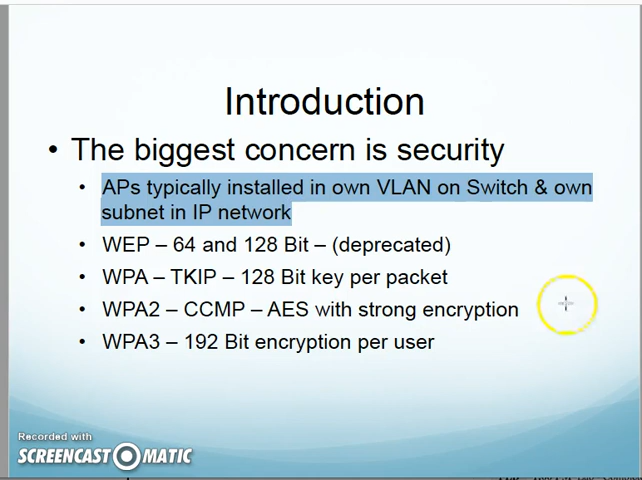 Introduction
• The biggest concern is security
• APs typically installed in own VLAN on Switch & own
subnet in IP network
• WEP – 64 and 128 Bit – (deprecated)
• WPA – TKIP – 128 Bit key per packet
• WPA2 – CCMP – AES with strong encryption
• WPA3 – 192 Bit encryption per user
Recorded with
SCREENCAST MATIC